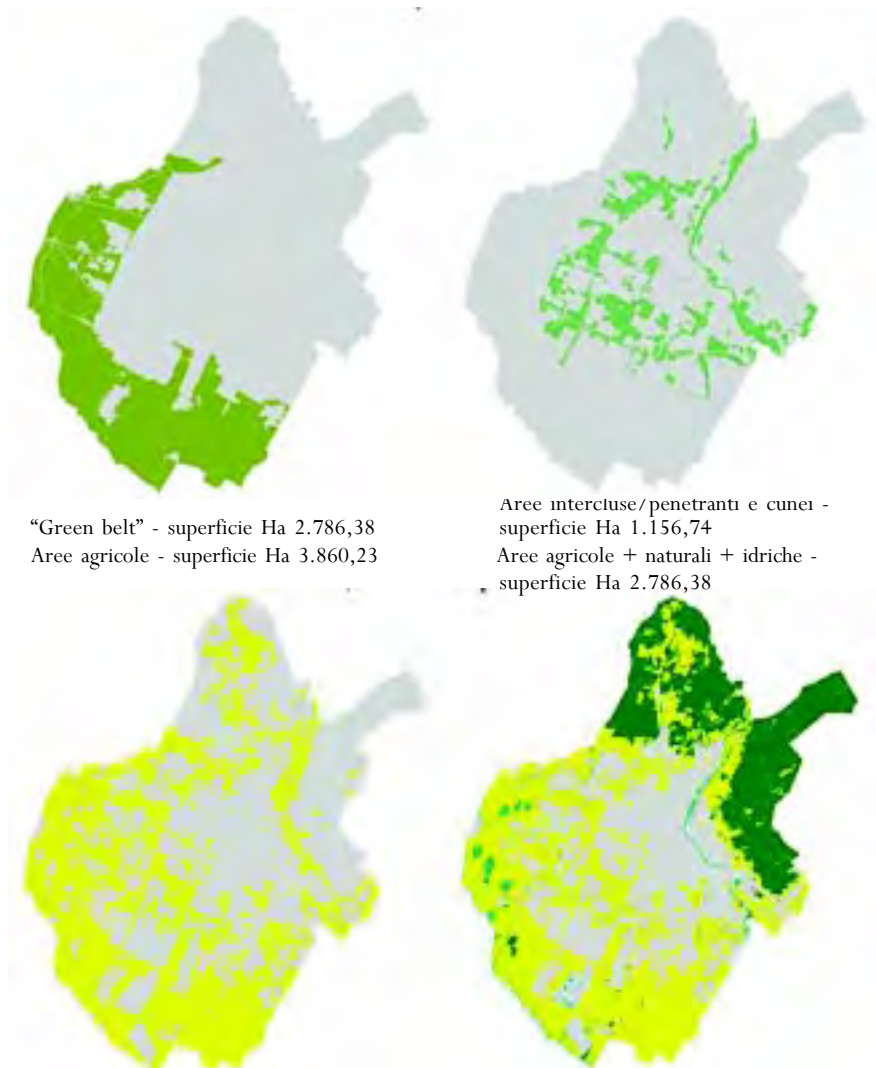 “Green belt” - superficie Ha 2.786,38
Aree agricole - superficie Ha 3.860,23
Aree intercluse/penetranti e cunei -
superficie Ha 1.156,74
Aree agricole + naturali + idriche -
superficie Ha 2.786,38